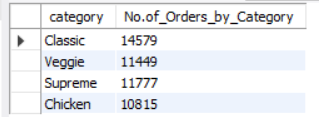 category No.of_Orders_by_Category
Classic 14579
Veggie 11449
Supreme 11777
Chicken 10815